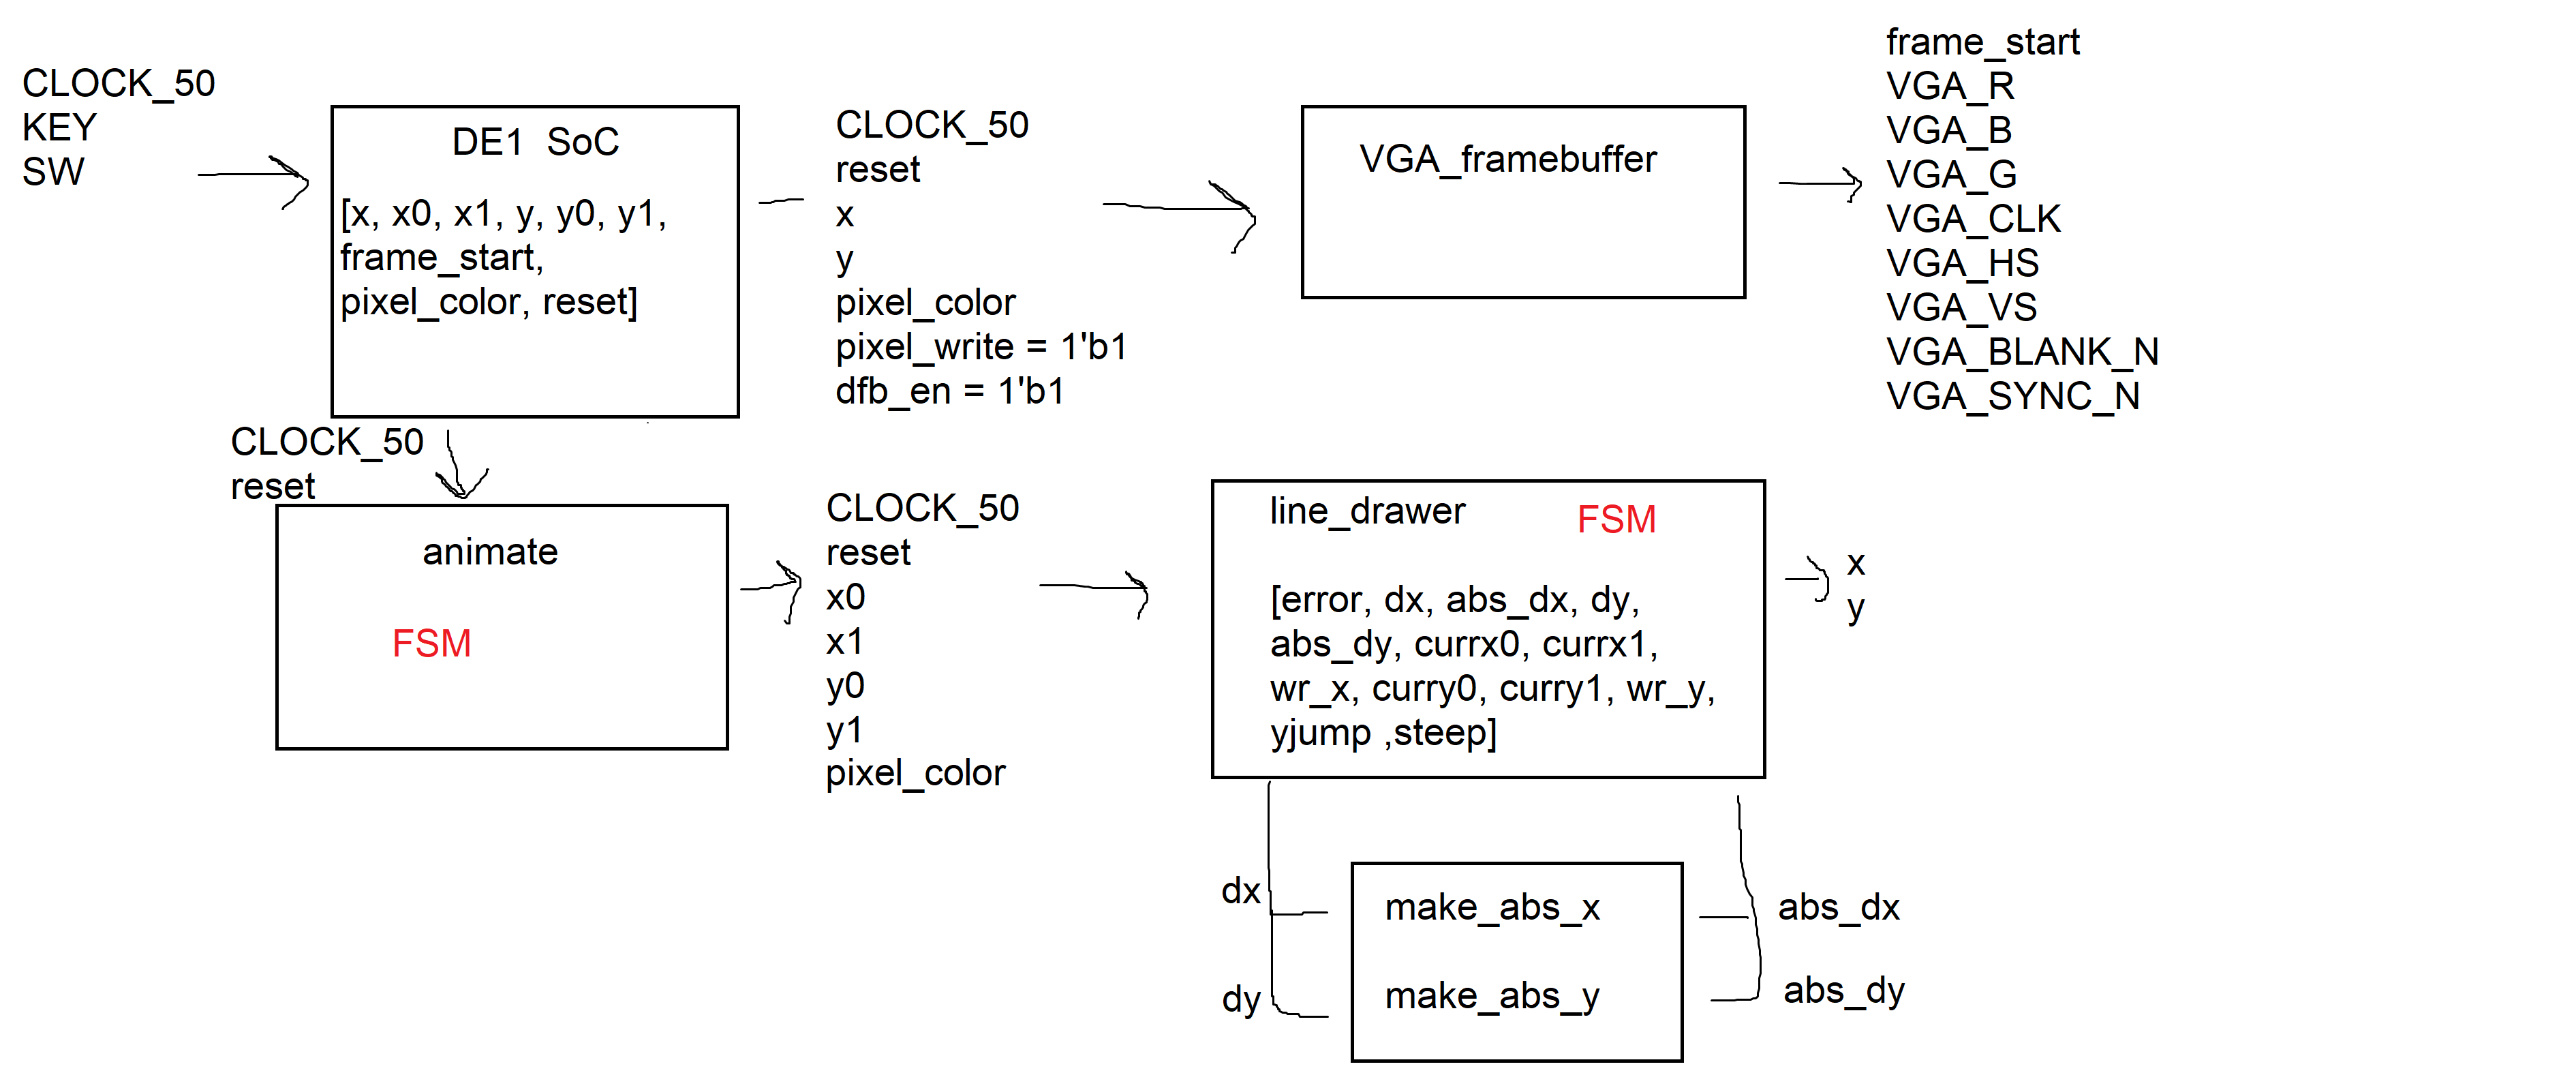 CLOCK_50
KEY
SW
DE1  SoC
[x, x0, x1, y, y0, y1,
frame_start,
pixel_color, reset]
CLOCK_50
reset
x
y
pixel_color
pixel_write = 1'b1
dfb_en = 1'b1
VGA_framebuffer
frame_start
VGA_R
VGA_B
VGA_G
VGA_CLK
VGA_HS
VGA_VS
VGA_BLANK_N
VGA_SYNC_N
CLOCK_50
reset
animate
FSM
CLOCK_50
reset
x0
x1
y0
y1
pixel_color
line_drawer
FSM
[error, dx, abs_dx, dy,
abs_dy, currx0, currx1,
wr_x, curry0, curry1, wr_y,
yjump ,steep]
x
y
dx
make_abs_x
abs_dx
dy
make_abs_y
abs_dy